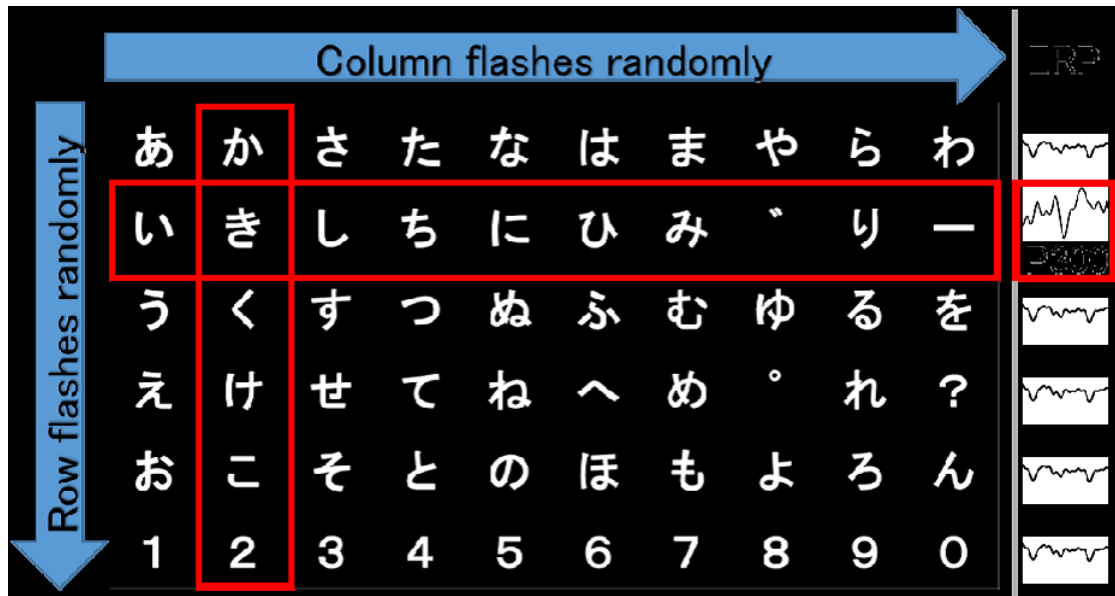 Column flashes randomly
ERP
Row flashes randomly
あ か さ た な は ま や ら わ
い き し ち に ひ み ゛ り ー
P300
う く す つ ぬ ふ む ゆ る を
え け せ て ね へ め ゜ れ ?
お こ そ と の ほ も よ ろ ん
1 2 3 4 5 6 7 8 9 0